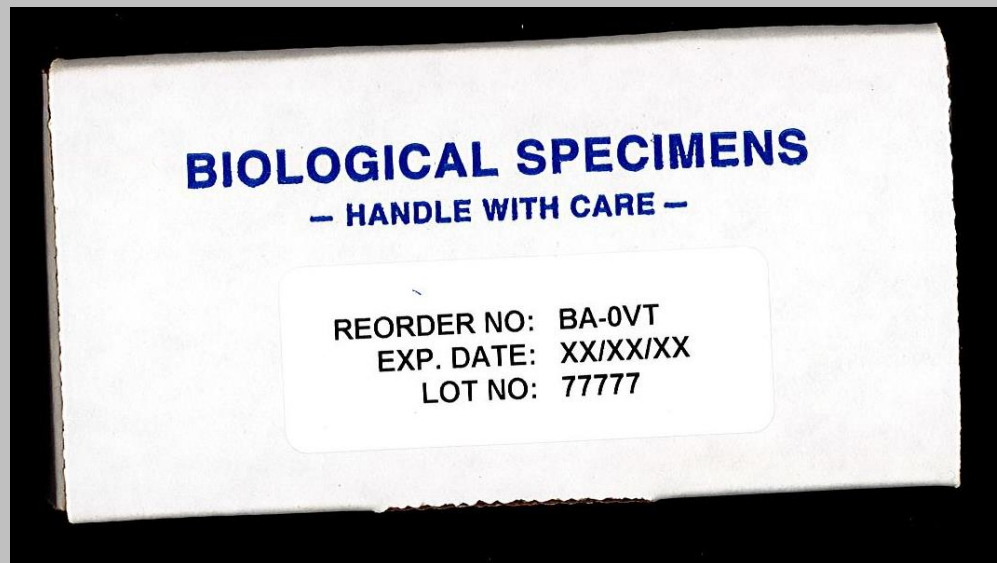 BIOLOGICAL SPECIMENS
– HANDLE WITH CARE –
REORDER NO: BA-0VT
EXP. DATE: XX/XX/XX
LOT NO: 77777